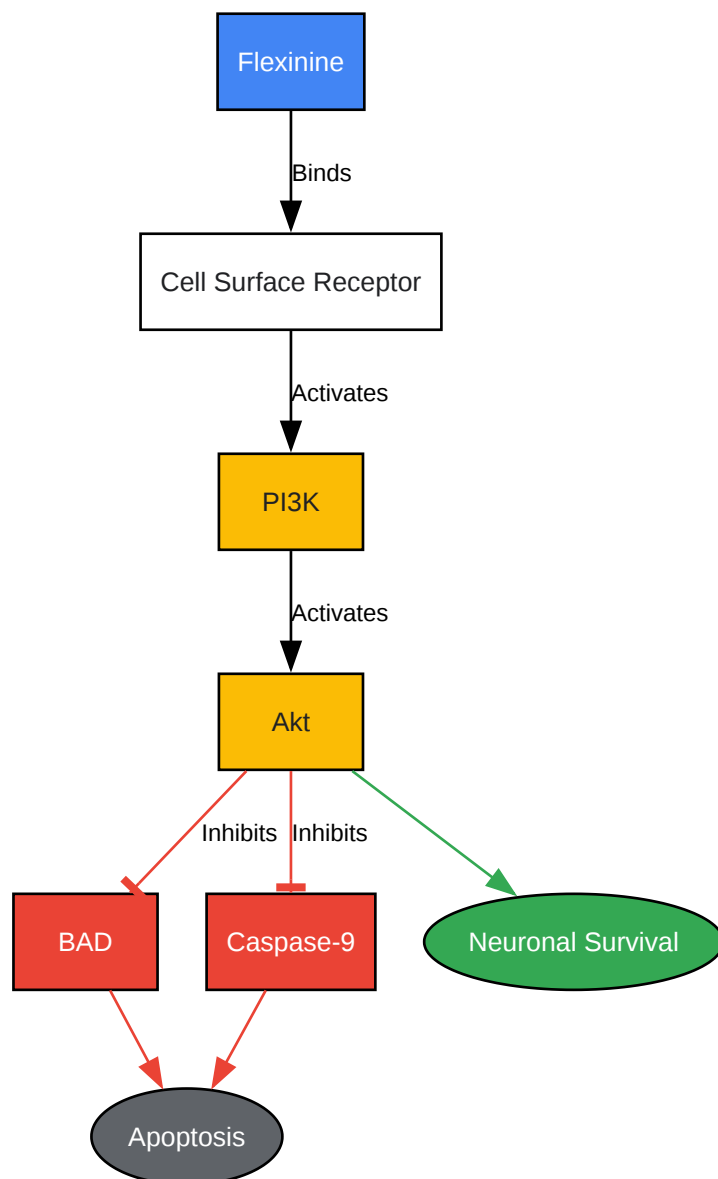 Flexinine
Binds
Cell Surface Receptor
Activates
PI3K
Activates
Akt
Inhibits
Inhibits
BAD
Caspase-9
Neuronal Survival
Apoptosis